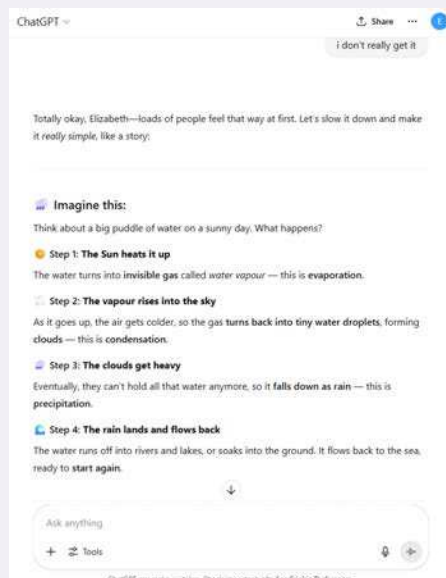 ChatGPT
Share
E
i don't really get it
Totally okay, Elizabeth—loads of people feel that way at first. Let's slow it down and make
it really simple, like a story:
Imagine this:
Think about a big puddle of water on a sunny day. What happens?
Step 1: The Sun heats it up
The water turns into invisible gas called water vapour — this is evaporation.
Step 2: The vapour rises into the sky
As it goes up, the air gets colder, so the gas turns back into tiny water droplets, forming
clouds — this is condensation.
Step 3: The clouds get heavy
Eventually, they can't hold all that water anymore, so it falls down as rain — this is
precipitation.
Step 4: The rain lands and flows back
The water runs off into rivers and lakes, or soaks into the ground. It flows back to the sea,
ready to start again.
Ask anything
Tools